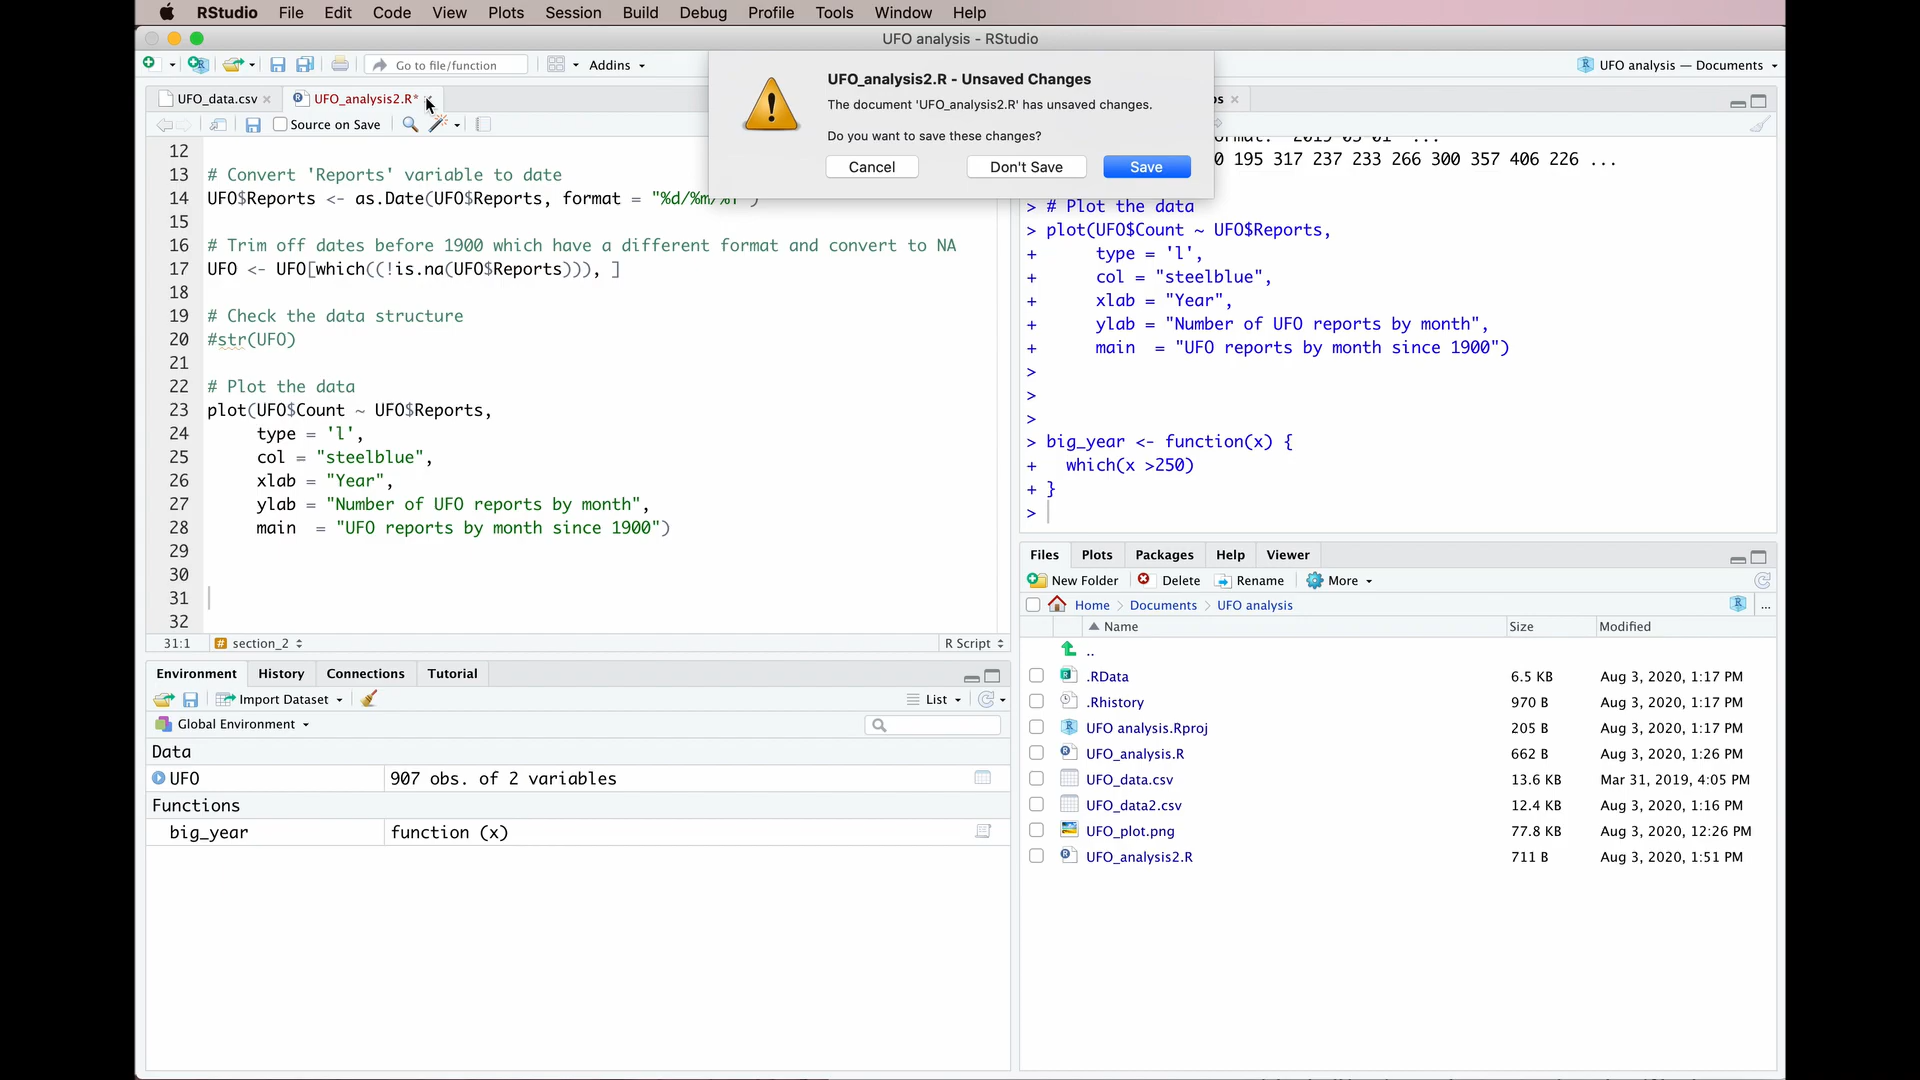 RStudio File Edit Code View Plots Session Build Debug Profile Tools Window Help
UFO analysis - RStudio
Go to file/function Addins UFO analysis — Documents
UFO_data.csv UFO_analysis2.R*
Source on Save
12
13 # Convert 'Reports' variable to date
14 UFO$Reports <- as.Date(UFO$Reports, format = "%d/%m/%Y")
15
16 # Trim off dates before 1900 which have a different format and convert to NA
17 UFO <- UFO[which((!is.na(UFO$Reports))), ]
18
19 # Check the data structure
20 #str(UFO)
21
22 # Plot the data
23 plot(UFO$Count ~ UFO$Reports,
24 type = 'l',
25 col = "steelblue",
26 xlab = "Year",
27 ylab = "Number of UFO reports by month",
28 main = "UFO reports by month since 1900")
29
30
31
32
31:1 section_2 R Script
UFO_analysis2.R - Unsaved Changes
The document 'UFO_analysis2.R' has unsaved changes.
Do you want to save these changes?
Cancel Don't Save Save
0 195 317 237 233 266 300 357 406 226 ...
> # Plot the data
> plot(UFO$Count ~ UFO$Reports,
+ type = 'l',
+ col = "steelblue",
+ xlab = "Year",
+ ylab = "Number of UFO reports by month",
+ main = "UFO reports by month since 1900")
>
>
>
> big_year <- function(x) {
+ which(x >250)
+ }
>
Environment History Connections Tutorial
Import Dataset List
Global Environment
Data
UFO 907 obs. of 2 variables
Functions
big_year function (x)
Files Plots Packages Help Viewer
New Folder Delete Rename More
Home Documents UFO analysis ...
Name Size Modified
..
.RData 6.5 KB Aug 3, 2020, 1:17 PM
.Rhistory 970 B Aug 3, 2020, 1:17 PM
UFO analysis.Rproj 205 B Aug 3, 2020, 1:17 PM
UFO_analysis.R 662 B Aug 3, 2020, 1:26 PM
UFO_data.csv 13.6 KB Mar 31, 2019, 4:05 PM
UFO_data2.csv 12.4 KB Aug 3, 2020, 1:16 PM
UFO_plot.png 77.8 KB Aug 3, 2020, 12:26 PM
UFO_analysis2.R 711 B Aug 3, 2020, 1:51 PM